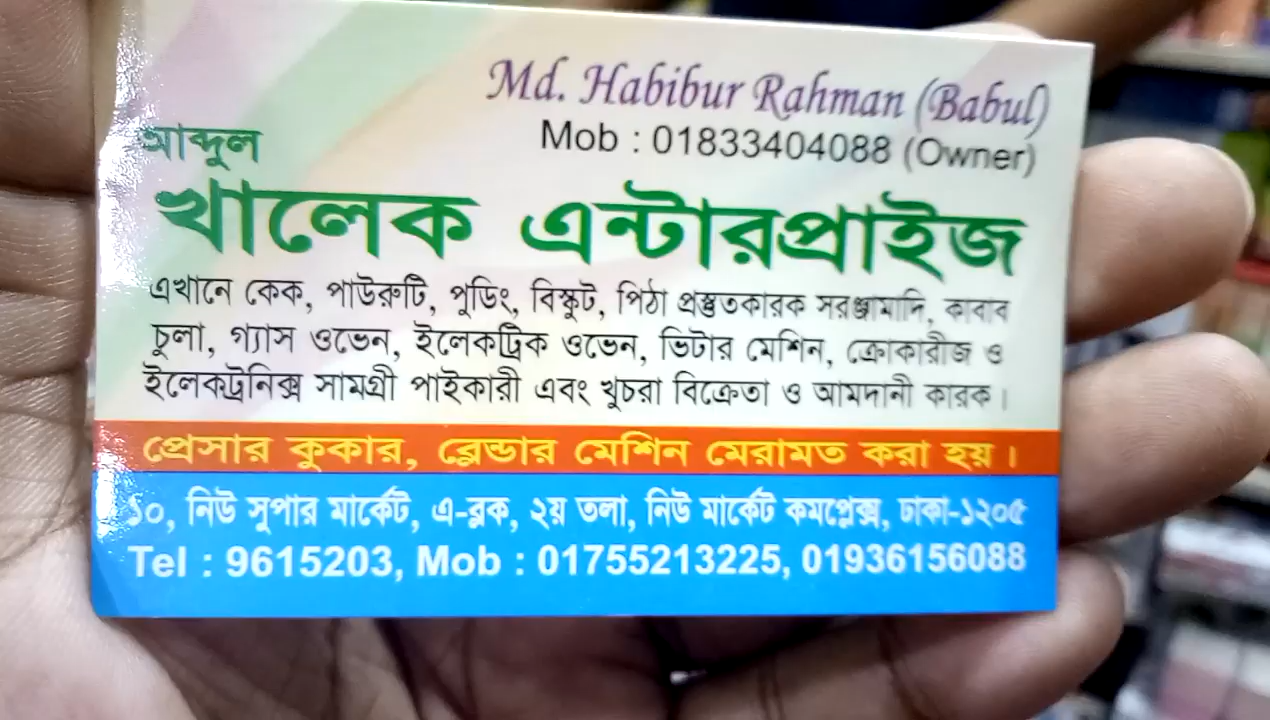 Md. Habibur Rahman (Babul)
Mob : 01833404088 (Owner)
আব্দুল
খালেক এন্টারপ্রাইজ
এখানে কেক, পাউরুটি, পুডিং, বিস্কুট, পিঠা প্রস্তুতকারক সরঞ্জামাদি, কাবাব
চুলা, গ্যাস ওভেন, ইলেকট্রিক ওভেন, ভিটার মেশিন, ক্রোকারীজ ও
ইলেকট্রনিক্স সামগ্রী পাইকারী এবং খুচরা বিক্রেতা ও আমদানী কারক।
প্রেসার কুকার, ব্লেন্ডার মেশিন মেরামত করা হয়।
১০, নিউ সুপার মার্কেট, এ-ব্লক, ২য় তলা, নিউ মার্কেট কমপ্লেক্স, ঢাকা-১২০৫
Tel : 9615203, Mob : 01755213225, 01936156088